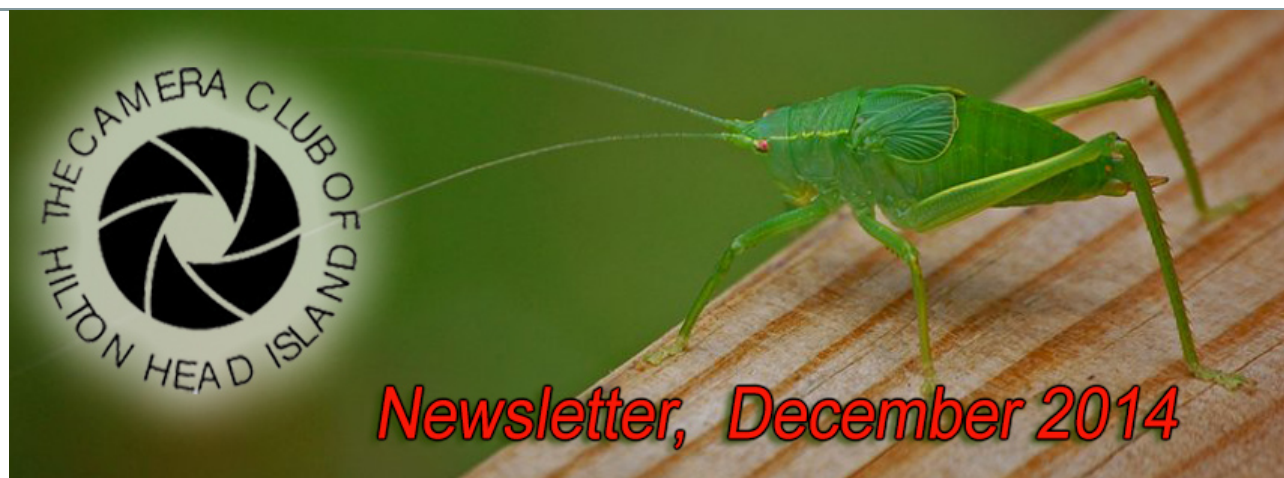 THE CAMERA CLUB OF
HILTON HEAD ISLAND
Newsletter, December 2014